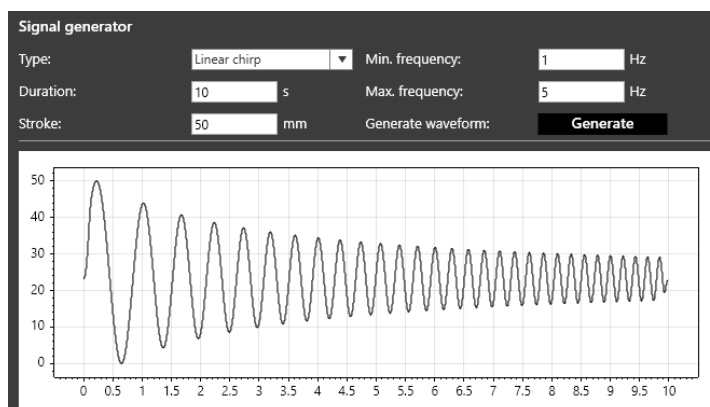 Signal generator
Type: Linear chirp Min. frequency: 1 Hz
Duration: 10 s Max. frequency: 5 Hz
Stroke: 50 mm Generate waveform: Generate
50
40
30
20
10
0
0 0.5 1 1.5 2 2.5 3 3.5 4 4.5 5 5.5 6 6.5 7 7.5 8 8.5 9 9.5 10